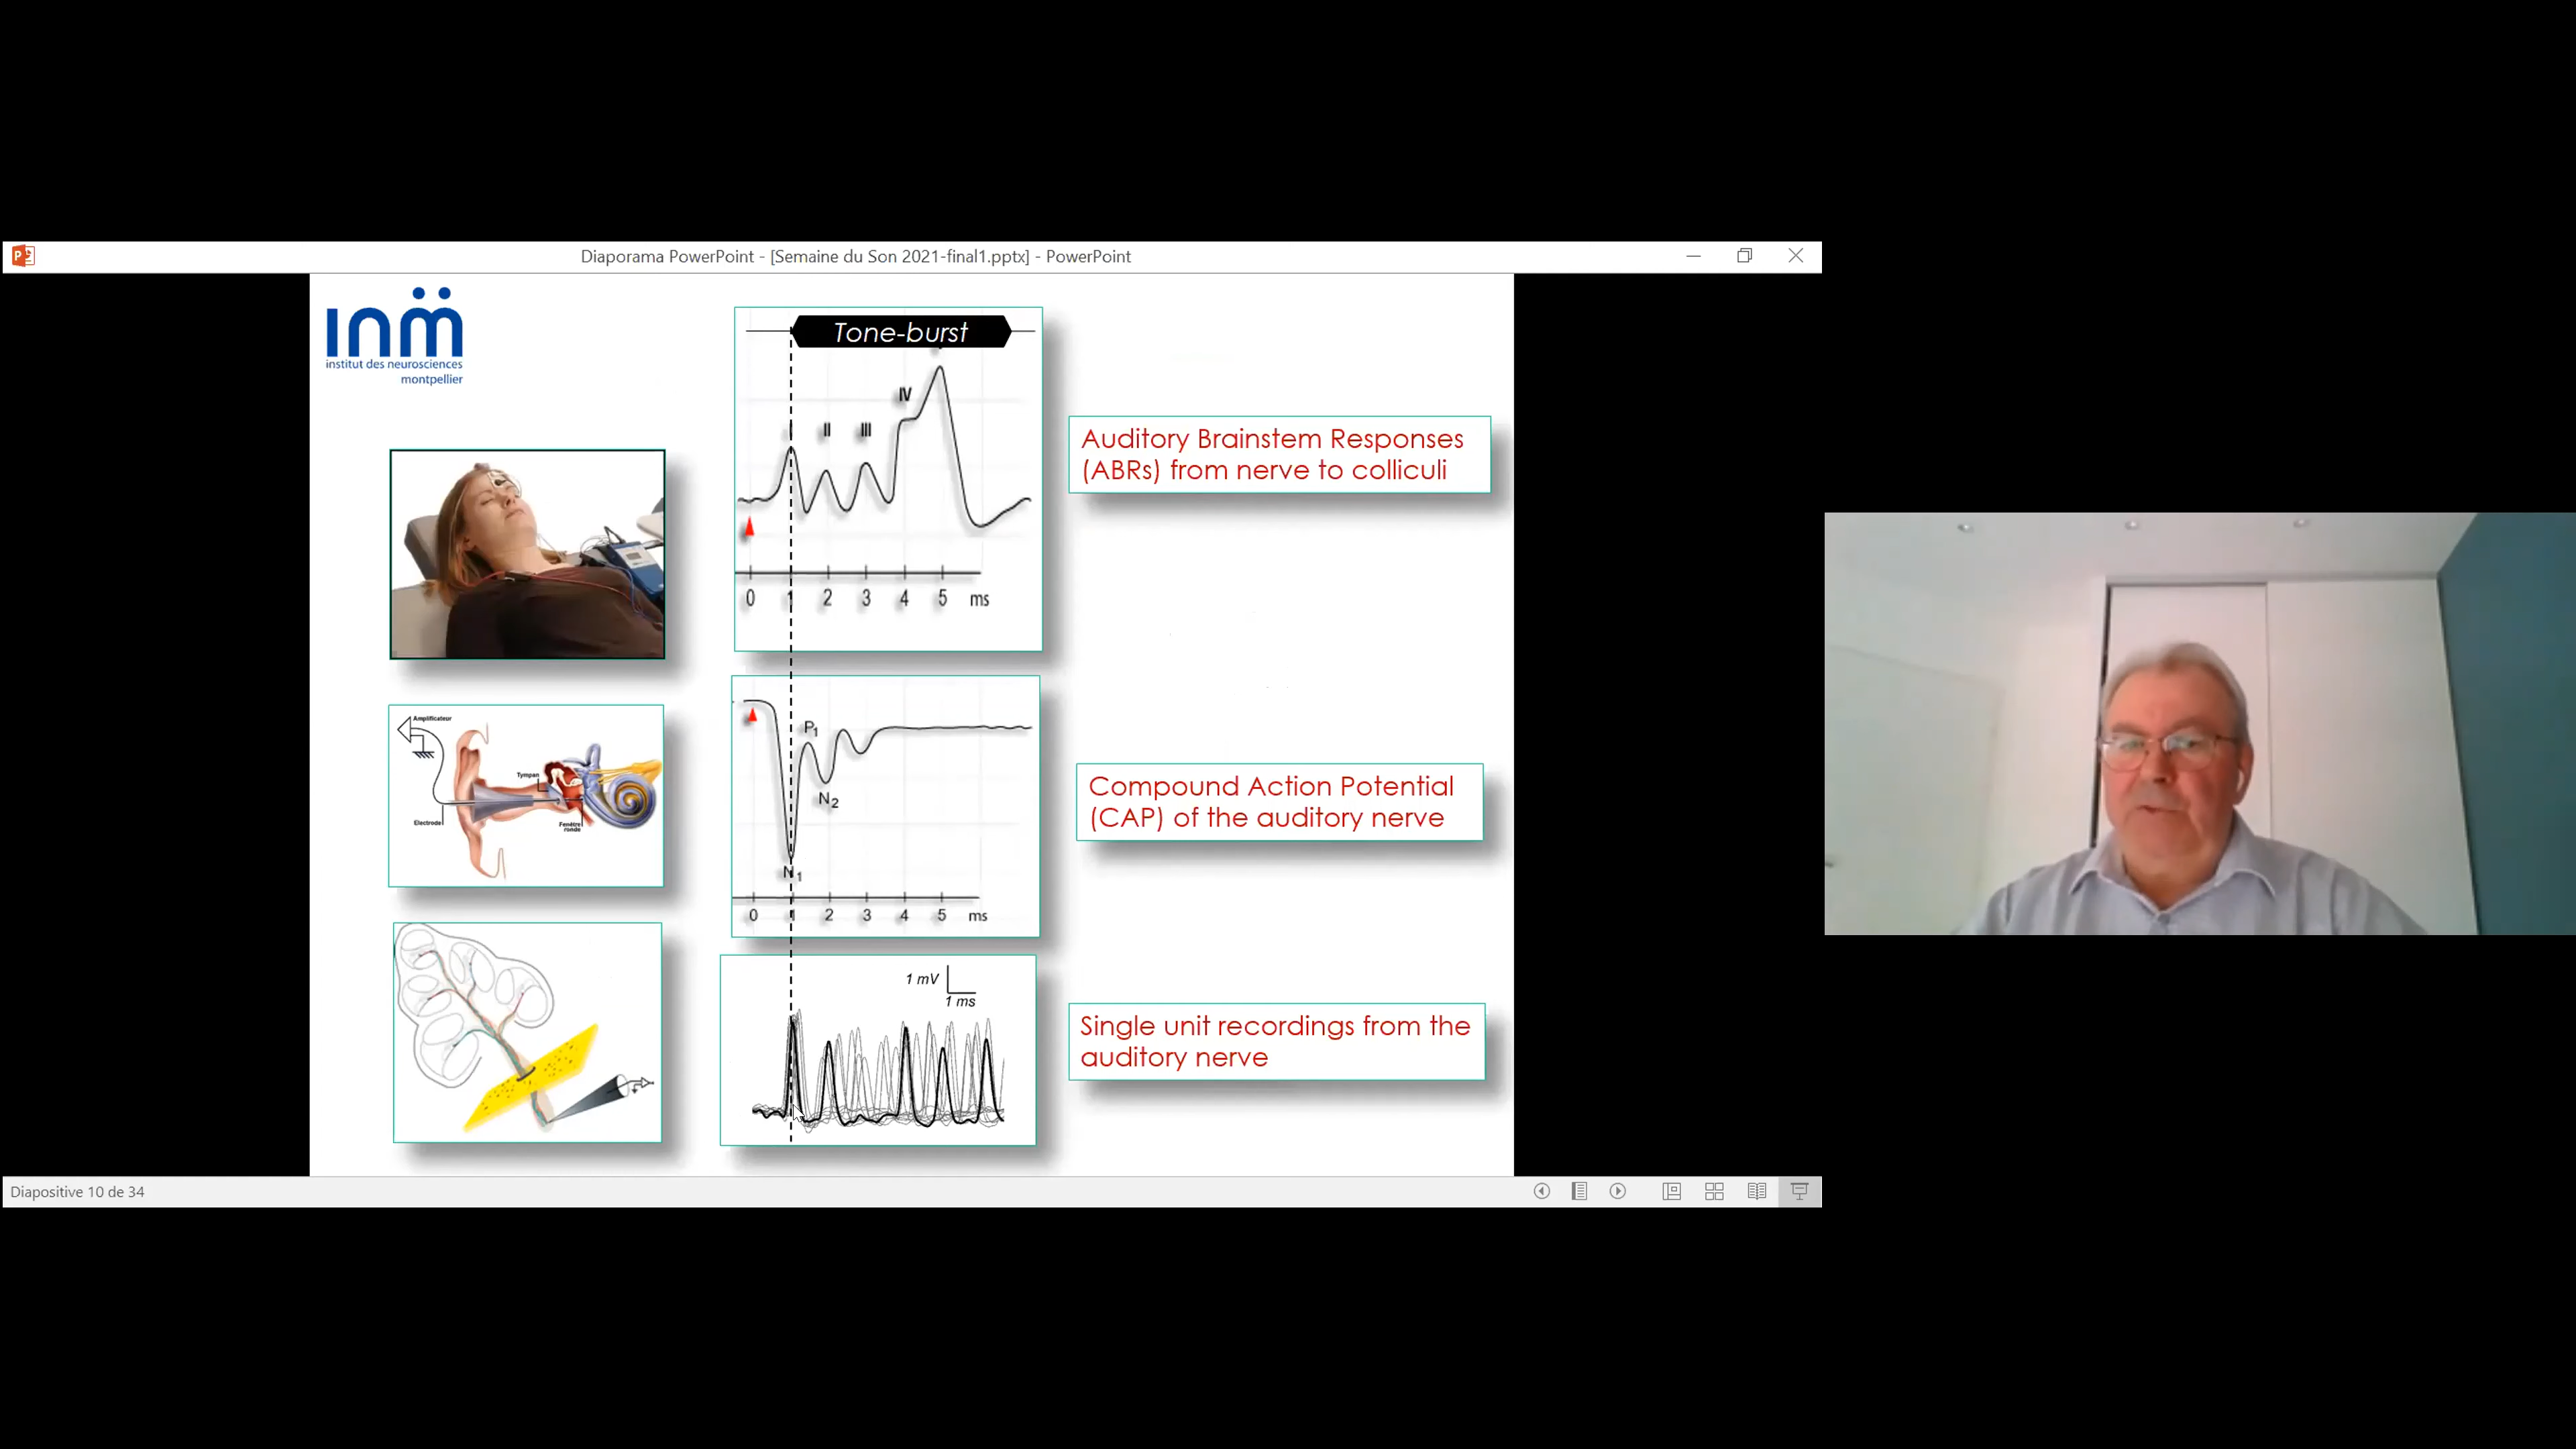 Diaporama PowerPoint - [Semaine du Son 2021-final1.pptx] - PowerPoint
inm
institut des neurosciences
montpellier
Tone-burst
IV
II III
0 1 2 3 4 5 ms
Auditory Brainstem Responses
(ABRs) from nerve to colliculi
Amplificateur
Tympan
Electrode
Fenêtre
ronde
P1
N2
N1
0 1 2 3 4 5 ms
Compound Action Potential
(CAP) of the auditory nerve
1 mV
1 ms
Single unit recordings from the
auditory nerve
Diapositive 10 de 34